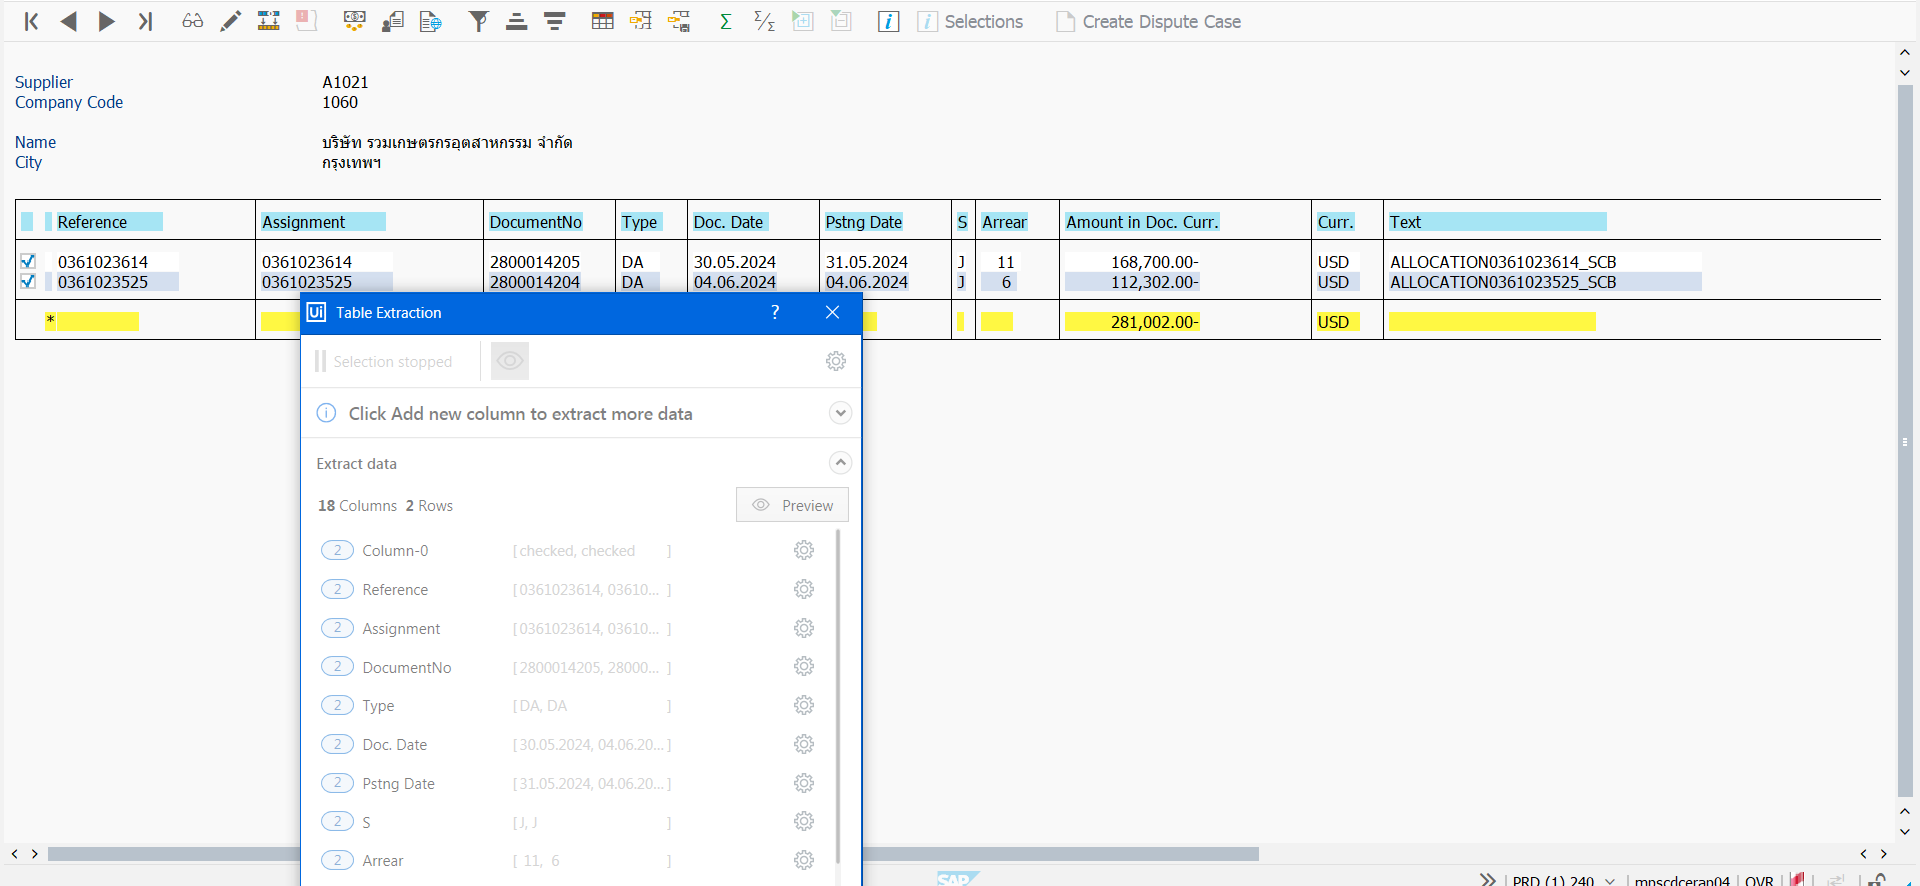 Selections Create Dispute Case
Supplier A1021
Company Code 1060
Name บริษัท รวมเกษตรกรอุตสาหกรรม จำกัด
City กรุงเทพฯ
Reference Assignment DocumentNo Type Doc. Date Pstng Date S Arrear Amount in Doc. Curr. Curr. Text
0361023614 0361023614 2800014205 DA 30.05.2024 31.05.2024 J 11 168,700.00- USD ALLOCATION0361023614_SCB
0361023525 0361023525 2800014204 DA 04.06.2024 04.06.2024 J 6 112,302.00- USD ALLOCATION0361023525_SCB
* 281,002.00- USD
Ui Table Extraction ?
Selection stopped
Click Add new column to extract more data
Extract data
18 Columns 2 Rows Preview
2 Column-0 [checked, checked ]
2 Reference [0361023614, 03610... ]
2 Assignment [0361023614, 03610... ]
2 DocumentNo [2800014205, 28000... ]
2 Type [DA, DA ]
2 Doc. Date [30.05.2024, 04.06.20... ]
2 Pstng Date [31.05.2024, 04.06.20... ]
2 S [J, J ]
2 Arrear [ 11, 6 ]
SAP PRD (1) 240 mpscdcerap04 OVR